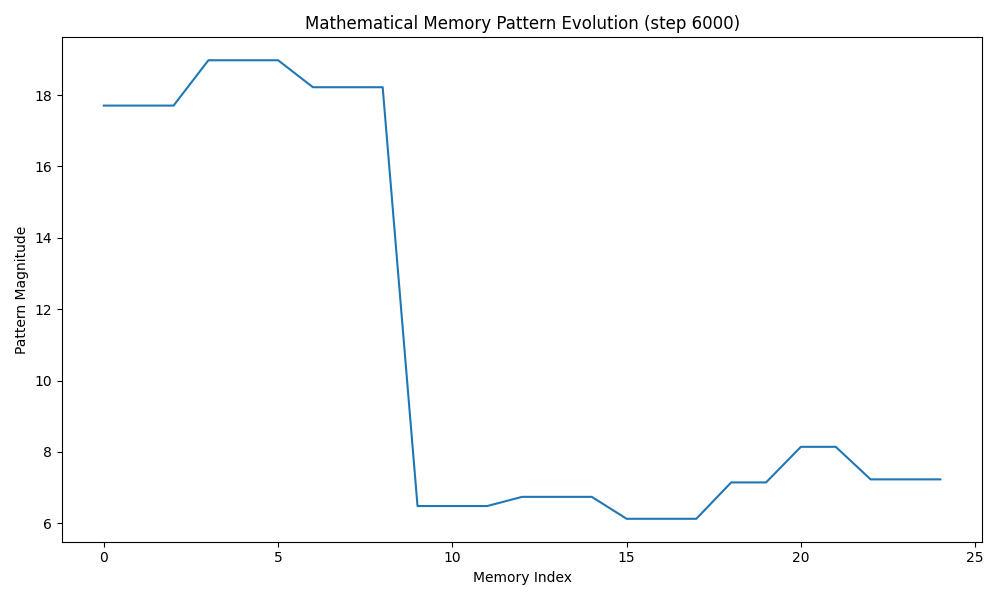 Mathematical Memory Pattern Evolution (step 6000)
18
16
14
12
10
8
6
Pattern Magnitude
0 5 10 15 20 25
Memory Index